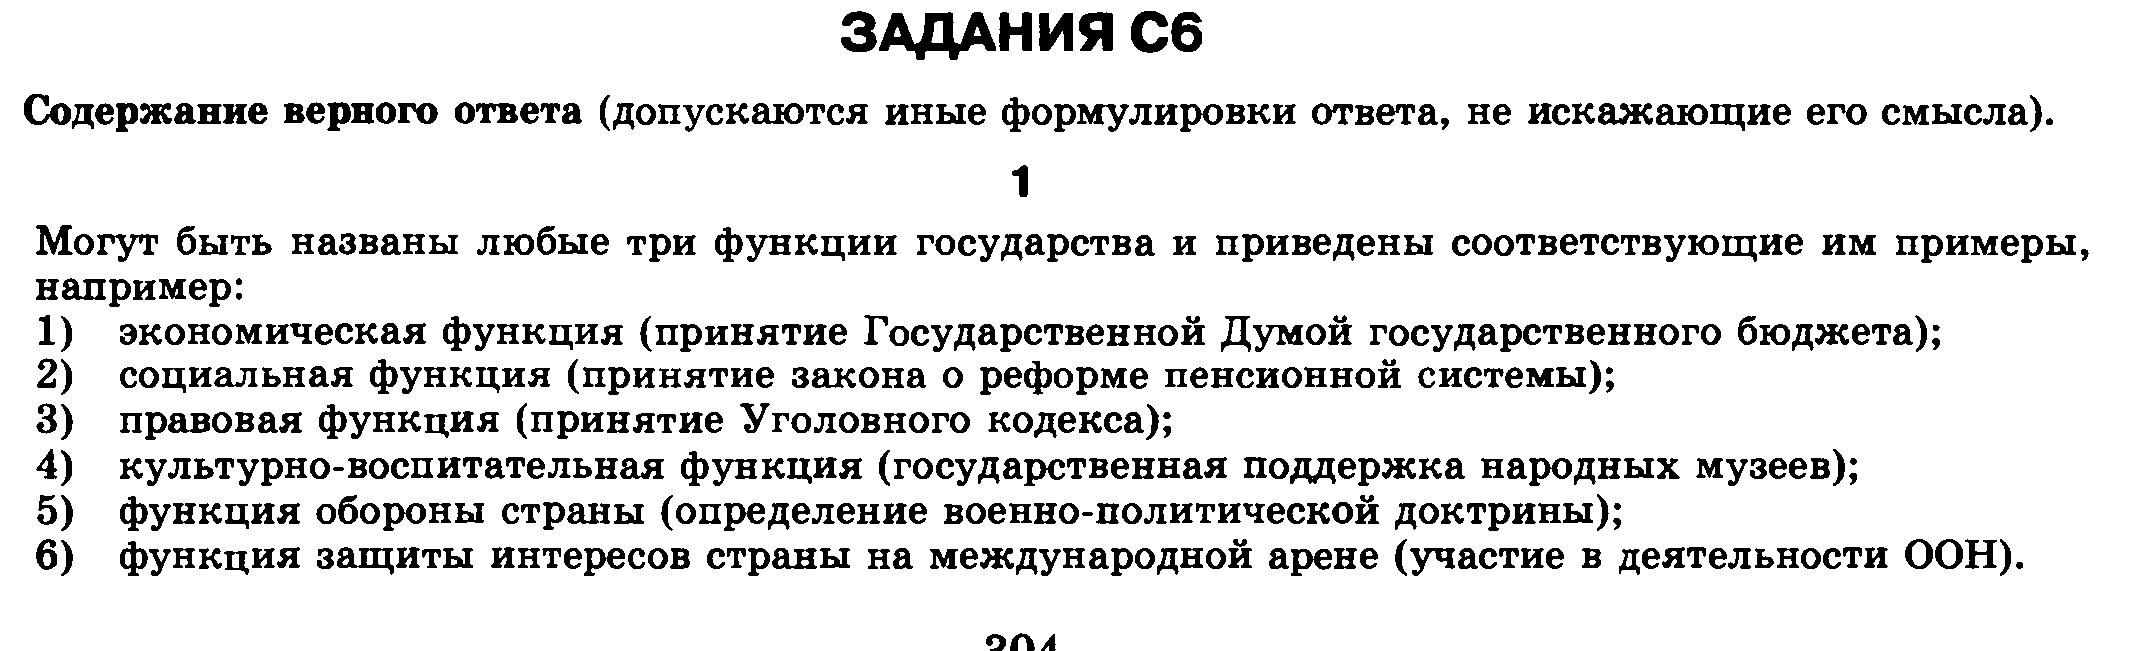 ЗАДАНИЯ С6
Содержание верного ответа (допускаются иные формулировки ответа, не искажающие его смысла).
1
Могут быть названы любые три функции государства и приведены соответствующие им примеры,
например:
1) экономическая функция (принятие Государственной Думой государственного бюджета);
2) социальная функция (принятие закона о реформе пенсионной системы);
3) правовая функция (принятие Уголовного кодекса);
4) культурно-воспитательная функция (государственная поддержка народных музеев);
5) функция обороны страны (определение военно-политической доктрины);
6) функция защиты интересов страны на международной арене (участие в деятельности ООН).
304